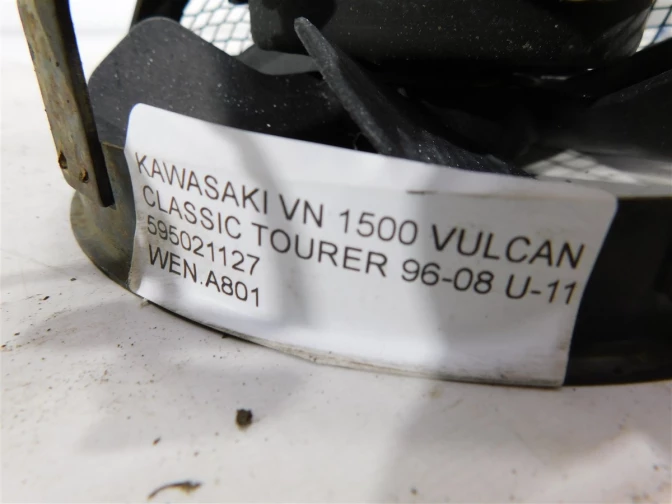 KAWASAKI VN 1500 VULCAN
CLASSIC TOURER 96-08 U-11
595021127
WEN.A801